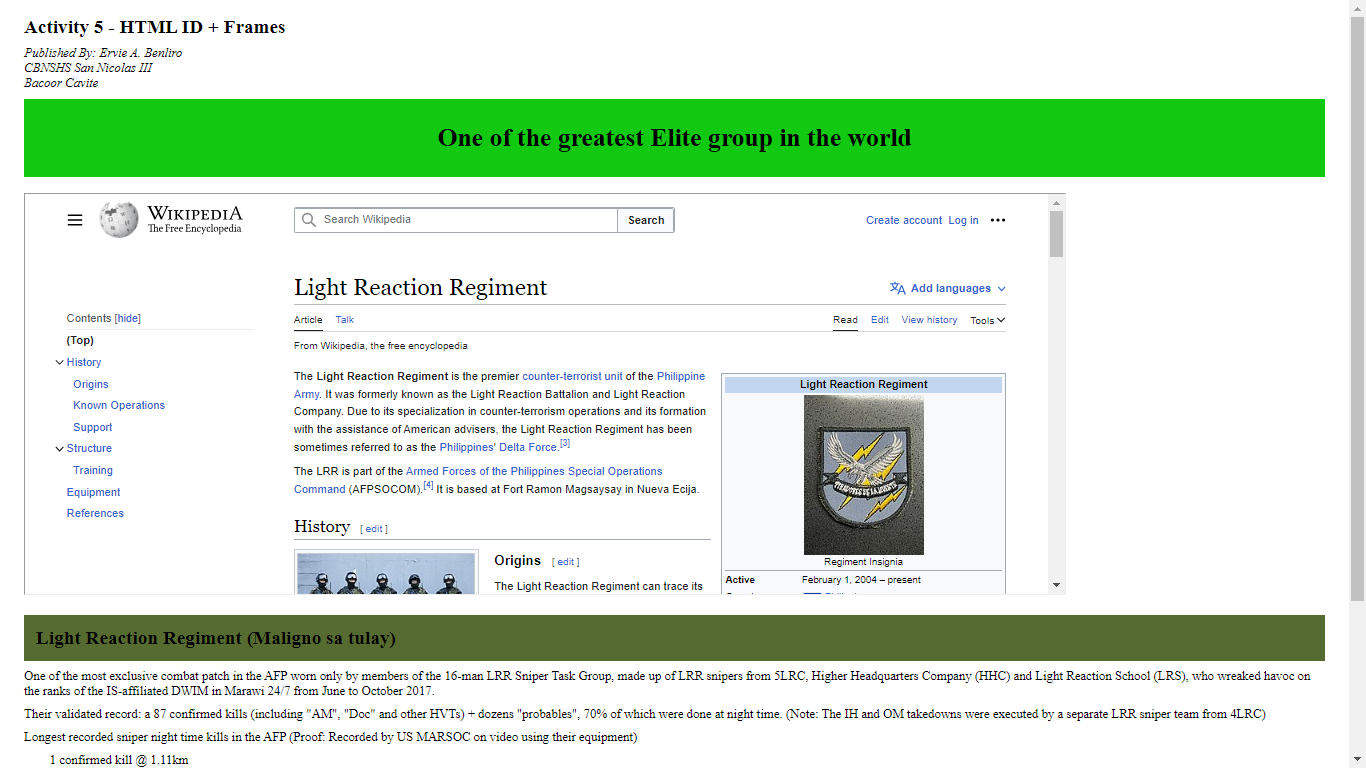 Activity 5 - HTML ID + Frames
Published By: Ervie A. Benliro
CBNSHS San Nicolas III
Bacoor Cavite
One of the greatest Elite group in the world
WIKIPEDIA
The Free Encyclopedia
Search Wikipedia
Search
Create account Log in
Light Reaction Regiment
Add languages
Contents [hide]
(Top)
History
Origins
Known Operations
Support
Structure
Training
Equipment
References
Article Talk
Read Edit View history Tools
From Wikipedia, the free encyclopedia
The Light Reaction Regiment is the premier counter-terrorist unit of the Philippine
Army. It was formerly known as the Light Reaction Battalion and Light Reaction
Company. Due to its specialization in counter-terrorism operations and its formation
with the assistance of American advisers, the Light Reaction Regiment has been
sometimes referred to as the Philippines' Delta Force.[3]
The LRR is part of the Armed Forces of the Philippines Special Operations
Command (AFPSOCOM).[4] It is based at Fort Ramon Magsaysay in Nueva Ecija.
History [ edit ]
Origins [ edit ]
The Light Reaction Regiment can trace its
Light Reaction Regiment
Regiment Insignia
Active February 1, 2004 – present
Light Reaction Regiment (Maligno sa tulay)
One of the most exclusive combat patch in the AFP worn only by members of the 16-man LRR Sniper Task Group, made up of LRR snipers from 5LRC, Higher Headquarters Company (HHC) and Light Reaction School (LRS), who wreaked havoc on
the ranks of the IS-affiliated DWIM in Marawi 24/7 from June to October 2017.
Their validated record: a 87 confirmed kills (including "AM", "Doc" and other HVTs) + dozens "probables", 70% of which were done at night time. (Note: The IH and OM takedowns were executed by a separate LRR sniper team from 4LRC)
Longest recorded sniper night time kills in the AFP (Proof: Recorded by US MARSOC on video using their equipment)
1 confirmed kill @ 1.11km